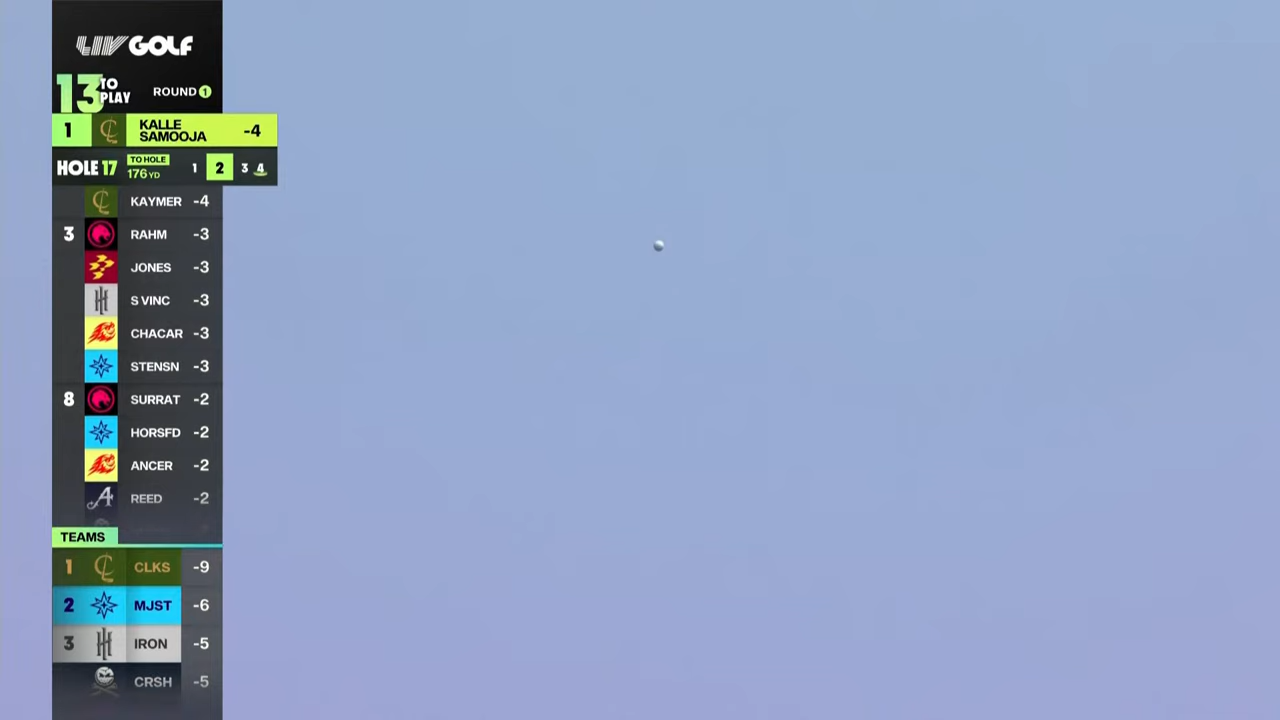 LIV GOLF
13 TO PLAY
ROUND 1
1 KALLE SAMOOJA -4
HOLE 17 TO HOLE 176 YD 1 2 3 4
KAYMER -4
3 RAHM -3
JONES -3
S VINC -3
CHACAR -3
STENSN -3
8 SURRAT -2
HORSFD -2
ANCER -2
REED -2
TEAMS
1 CLKS -9
2 MJST -6
3 IRON -5
CRSH -5